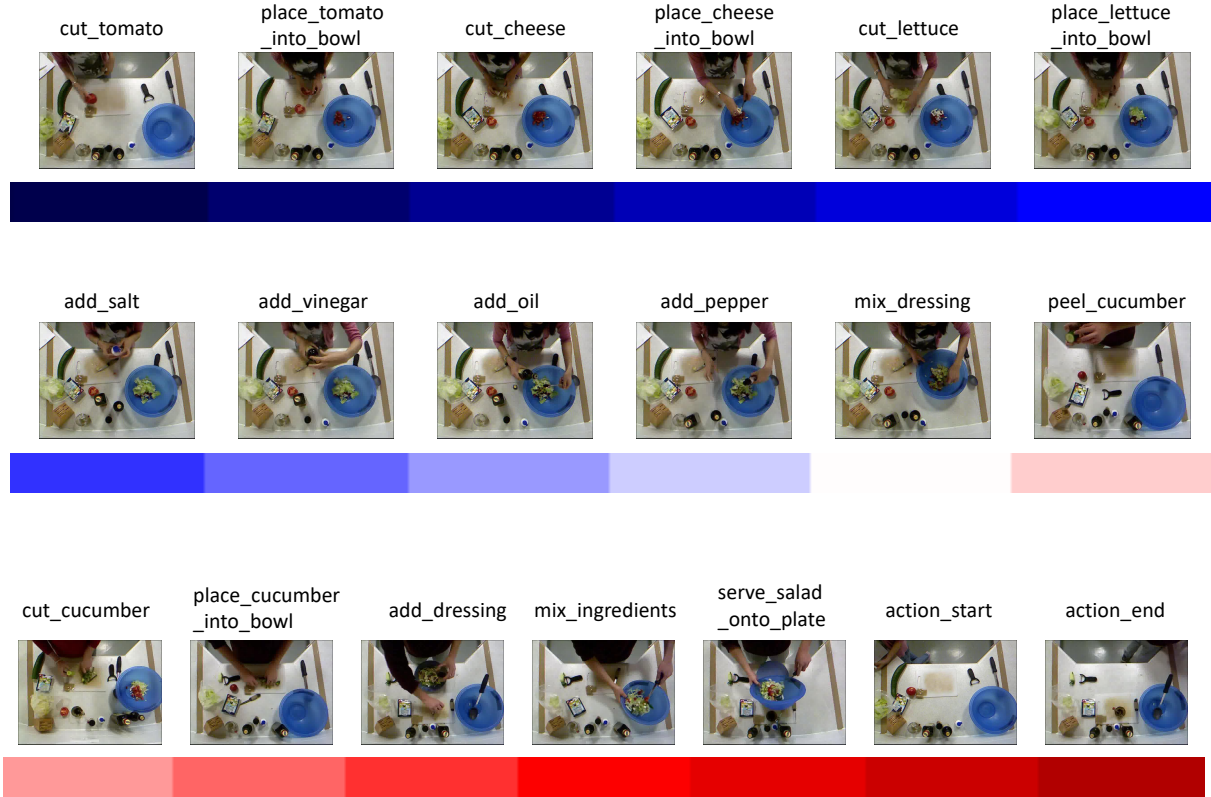 cut_tomato
place_tomato
_into_bowl
cut_cheese
place_cheese
_into_bowl
cut_lettuce
place_lettuce
_into_bowl
add_salt
add_vinegar
add_oil
add_pepper
mix_dressing
peel_cucumber
cut_cucumber
place_cucumber
_into_bowl
add_dressing
mix_ingredients
serve_salad
_onto_plate
action_start
action_end